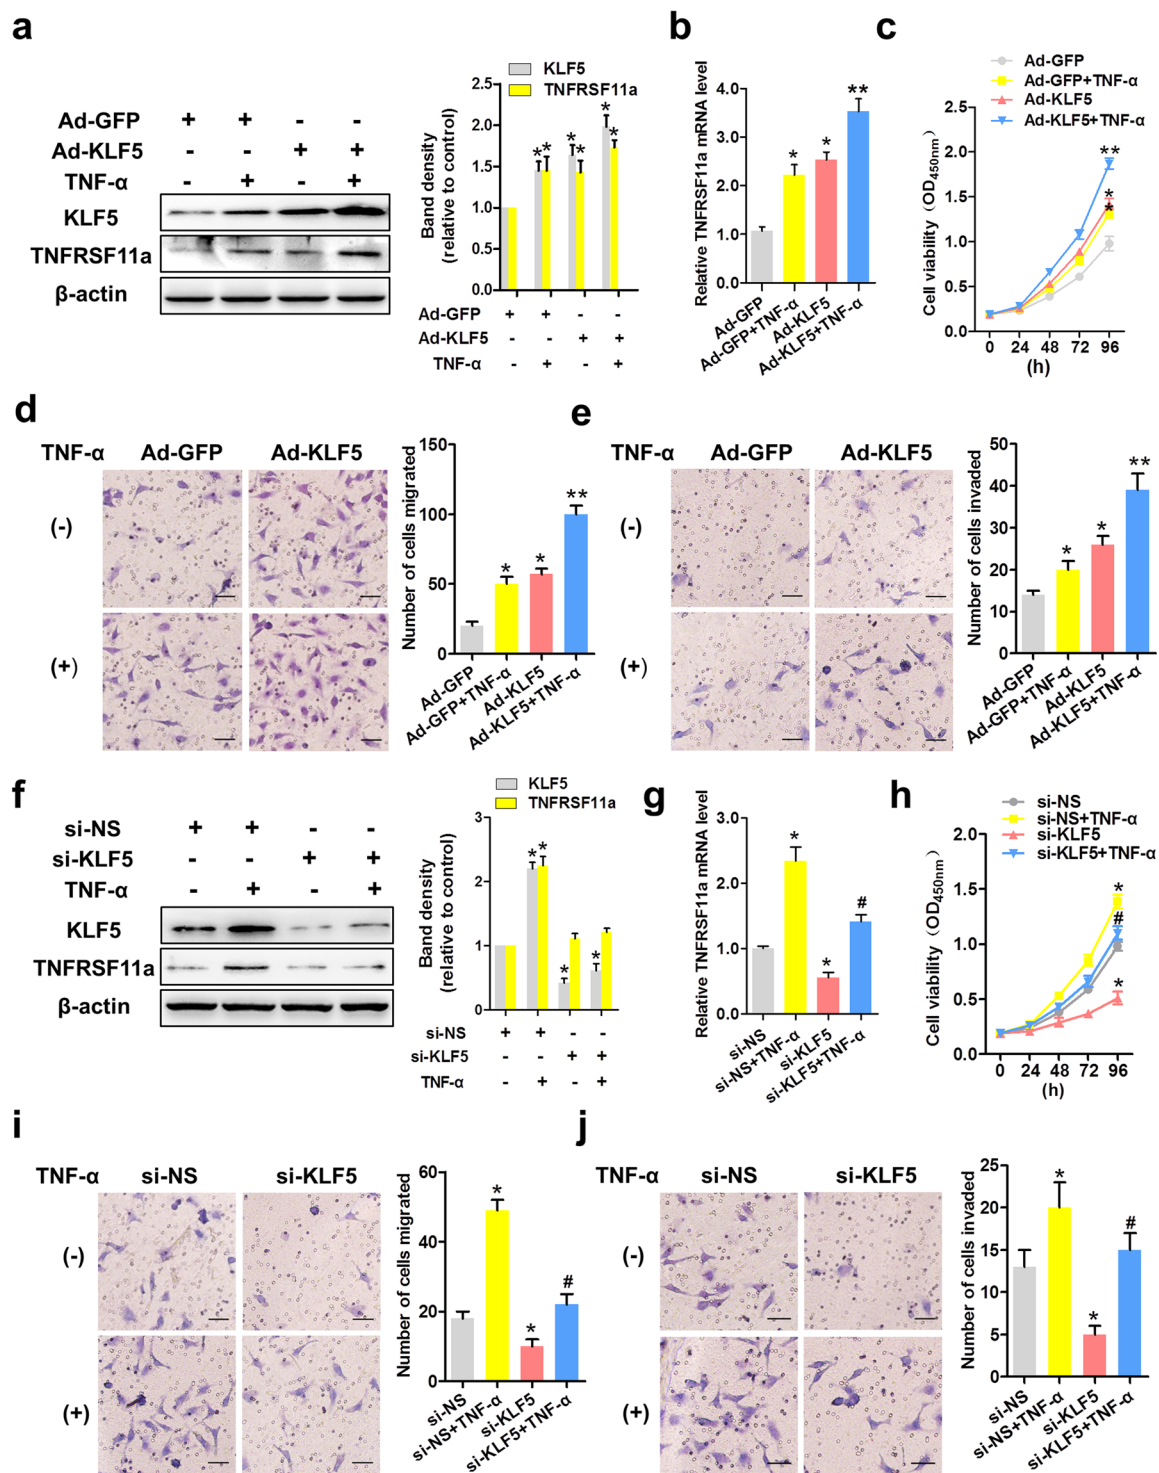 a
Ad-GFP + + - -
Ad-KLF5 - - + +
TNF-α - + - +
KLF5
TNFRSF11a
β-actin
KLF5
TNFRSF11a
Band density
(relative to control)
2.5
2.0
1.5
1.0
0.5
0.0
* * * * * *
Ad-GFP + + - -
Ad-KLF5 - - + +
TNF-α - + - +
b
Relative TNFRSF11a mRNA level
4.0
3.0
2.0
1.0
0.0
* * **
Ad-GFP
Ad-GFP+TNF-α
Ad-KLF5
Ad-KLF5+TNF-α
c
Ad-GFP
Ad-GFP+TNF-α
Ad-KLF5
Ad-KLF5+TNF-α
Cell viability (OD450nm)
2.5
2.0
1.5
1.0
0.5
0.0
**
*
*
0 24 48 72 96
(h)
d
TNF-α Ad-GFP Ad-KLF5
(-)
(+)
Number of cells migrated
150
100
50
0
* * **
Ad-GFP
Ad-GFP+TNF-α
Ad-KLF5
Ad-KLF5+TNF-α
e
TNF-α Ad-GFP Ad-KLF5
(-)
(+)
Number of cells invaded
50
40
30
20
10
0
* * **
Ad-GFP
Ad-GFP+TNF-α
Ad-KLF5
Ad-KLF5+TNF-α
f
si-NS + + - -
si-KLF5 - - + +
TNF-α - + - +
KLF5
TNFRSF11a
β-actin
KLF5
TNFRSF11a
Band density
(relative to control)
3
2
1
0
* * * *
si-NS + + - -
si-KLF5 - - + +
TNF-α - + - +
g
Relative TNFRSF11a mRNA level
3.0
2.0
1.0
0.0
* * #
si-NS
si-NS+TNF-α
si-KLF5
si-KLF5+TNF-α
h
si-NS
si-NS+TNF-α
si-KLF5
si-KLF5+TNF-α
Cell viability (OD450nm)
2.0
1.5
1.0
0.5
0.0
*
#
*
0 24 48 72 96
(h)
i
TNF-α si-NS si-KLF5
(-)
(+)
Number of cells migrated
60
40
20
0
* * #
si-NS
si-NS+TNF-α
si-KLF5
si-KLF5+TNF-α
j
TNF-α si-NS si-KLF5
(-)
(+)
Number of cells invaded
25
20
15
10
5
0
* * #
si-NS
si-NS+TNF-α
si-KLF5
si-KLF5+TNF-α